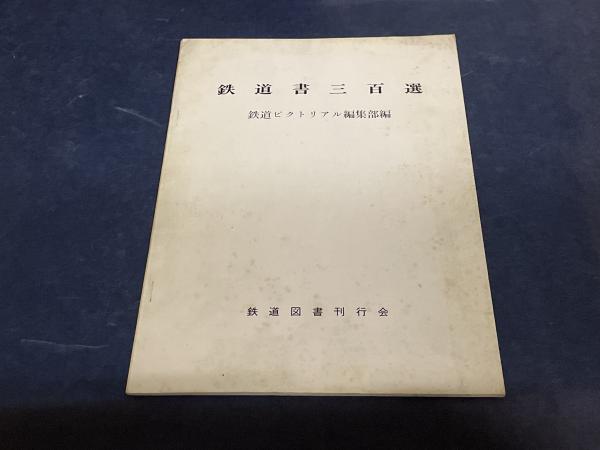 鉄道書三百選
鉄道ピクトリアル編集部編
鉄道図書刊行会